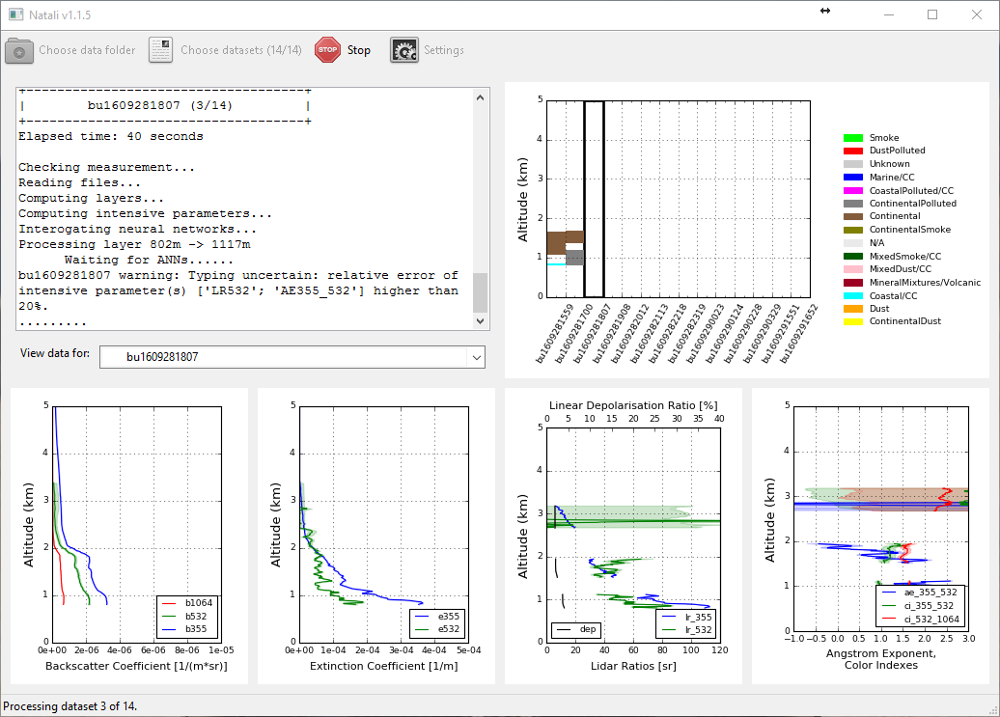 Natali v1.1.5
Choose data folder
Choose datasets (14/14)
STOP
Stop
Settings
+------------------------------------+
| bu1609281807 (3/14) |
+------------------------------------+
Elapsed time: 40 seconds
Checking measurement...
Reading files...
Computing layers...
Computing intensive parameters...
Interogating neural networks...
Processing layer 802m -> 1117m
Waiting for ANNs......
bu1609281807 warning: Typing uncertain: relative error of
intensive parameter(s) ['LR532'; 'AE355_532'] higher than
20%.
.........
View data for:
bu1609281807
Altitude (km)
5
4
3
2
1
0
bu1609281559
bu1609281700
bu1609281807
bu1609281908
bu1609282012
bu1609282113
bu1609282218
bu1609282319
bu1609290023
bu1609290124
bu1609290228
bu1609290329
bu1609291551
bu1609291652
Smoke
DustPolluted
Unknown
Marine/CC
CoastalPolluted/CC
ContinentalPolluted
Continental
ContinentalSmoke
N/A
MixedSmoke/CC
MixedDust/CC
MineralMixtures/Volcanic
Coastal/CC
Dust
ContinentalDust
Altitude (km)
5
4
3
2
1
0
b1064
b532
b355
0e+00 2e-06 4e-06 6e-06 8e-06 1e-05
Backscatter Coefficient [1/(m*sr)]
Altitude (km)
5
4
3
2
1
0
e355
e532
0e+00 1e-04 2e-04 3e-04 4e-04 5e-04
Extinction Coefficient [1/m]
Linear Depolarisation Ratio [%]
0 5 10 15 20 25 30 35 40
Altitude (km)
5
4
3
2
1
0
dep
lr_355
lr_532
0 20 40 60 80 100 120
Lidar Ratios [sr]
Altitude (km)
5
4
3
2
1
0
ae_355_532
ci_355_532
ci_532_1064
-1.0 -0.5 0.0 0.5 1.0 1.5 2.0 2.5 3.0
Angstrom Exponent,
Color Indexes
Processing dataset 3 of 14.